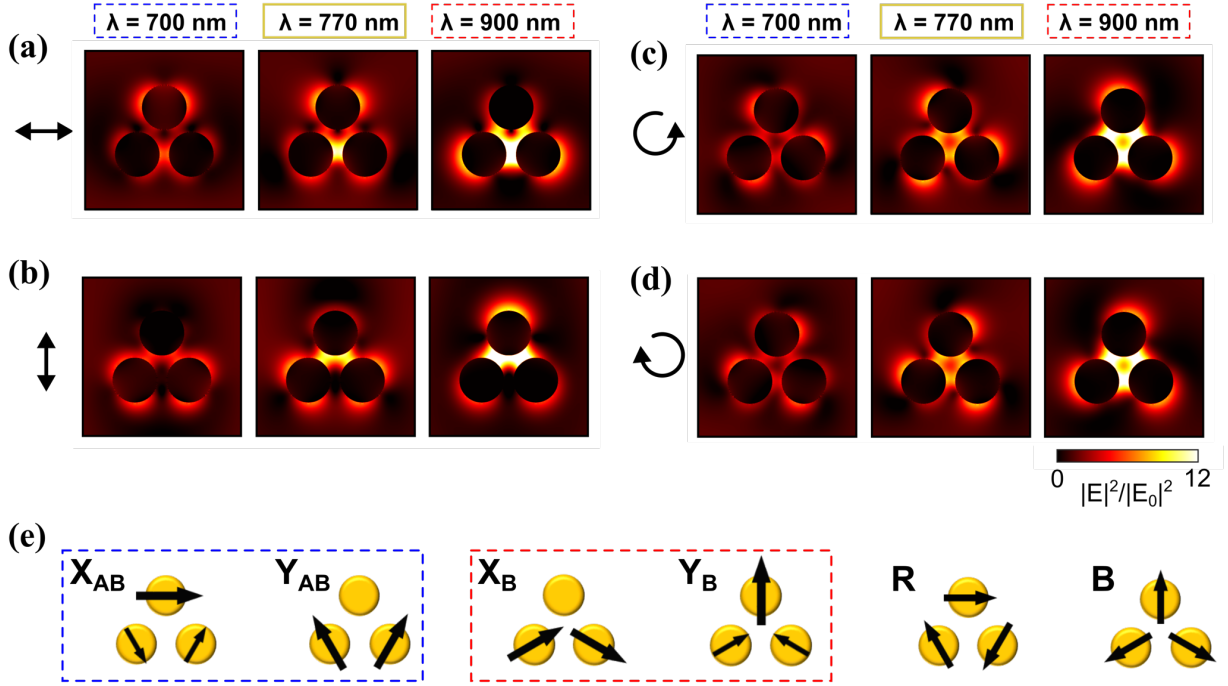 λ = 700 nm λ = 770 nm λ = 900 nm λ = 700 nm λ = 770 nm λ = 900 nm
(a) (c)
(b) (d)
0 12
|E|²/|E₀|²
(e)
X_AB Y_AB X_B Y_B R B